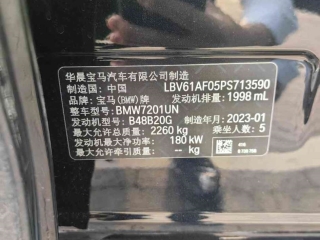 华晨宝马汽车有限公司制造
制造国: 中国 LBV61AF05PS713590
品牌: 宝马(BMW)牌 发动机排量: 1998 mL
整车型号: BMW7201UN
发动机型号: B48B20G 制造年月: 2023-01
最大允许总质量: 2260 kg 乘坐人数: 5
发动机最大净功率: 180 kW
最大允许牵引质量: -- kg